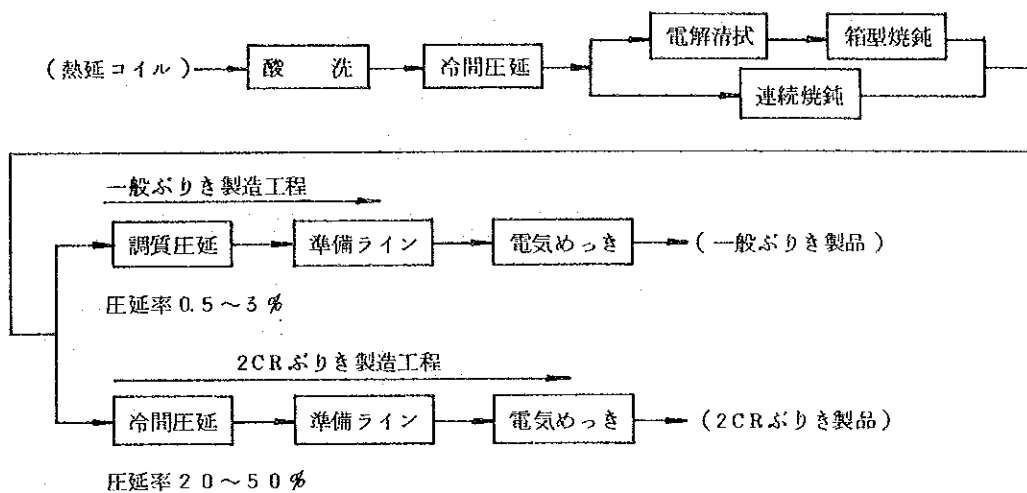 電解清拭 箱型焼鈍
(熱延コイル) 酸 洗 冷間圧延
連続焼鈍
一般ぶりき製造工程
調質圧延 準備ライン 電気めっき (一般ぶりき製品)
圧延率0.5〜3%
2CRぶりき製造工程
冷間圧延 準備ライン 電気めっき (2CRぶりき製品)
圧延率20〜50%